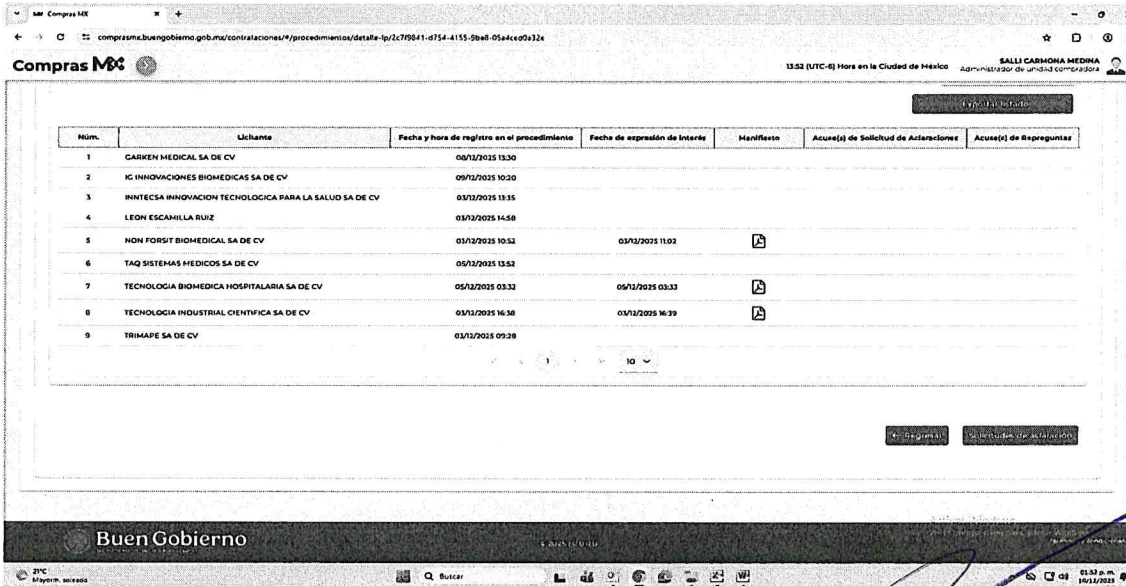 Compras MX
comprasmx.buengobierno.gob.mx/contrataciones/#/procedimientos/detalle-lp/2c7f9841-d754-4155-9be8-05a4ced0a32e
Compras MX
13:52 (UTC-6) Hora en la Ciudad de México
SALLI CARMONA MEDINA
Administrador de unidad compradora
Exportar listado
Núm. Licitante Fecha y hora de registro en el procedimiento Fecha de expresión de interés Manifiesto Acuse(s) de Solicitud de Aclaraciones Acuse(s) de Repreguntas
1 GARKEN MEDICAL SA DE CV 08/12/2025 13:30
2 IG INNOVACIONES BIOMEDICAS SA DE CV 09/12/2025 10:20
3 INNTECSA INNOVACION TECNOLOGICA PARA LA SALUD SA DE CV 03/12/2025 13:35
4 LEON ESCAMILLA RUIZ 03/12/2025 14:58
5 NON FORSIT BIOMEDICAL SA DE CV 03/12/2025 10:52 03/12/2025 11:02
6 TAQ SISTEMAS MEDICOS SA DE CV 05/12/2025 13:52
7 TECNOLOGIA BIOMEDICA HOSPITALARIA SA DE CV 05/12/2025 03:32 05/12/2025 03:33
8 TECNOLOGIA INDUSTRIAL CIENTIFICA SA DE CV 03/12/2025 16:38 03/12/2025 16:39
9 TRIMAPE SA DE CV 03/12/2025 09:28
1 10
Regresar Solicitudes de aclaración
Buen Gobierno
21°C
Mayorm. soleado
Buscar
01:52 p.m.
10/12/2025